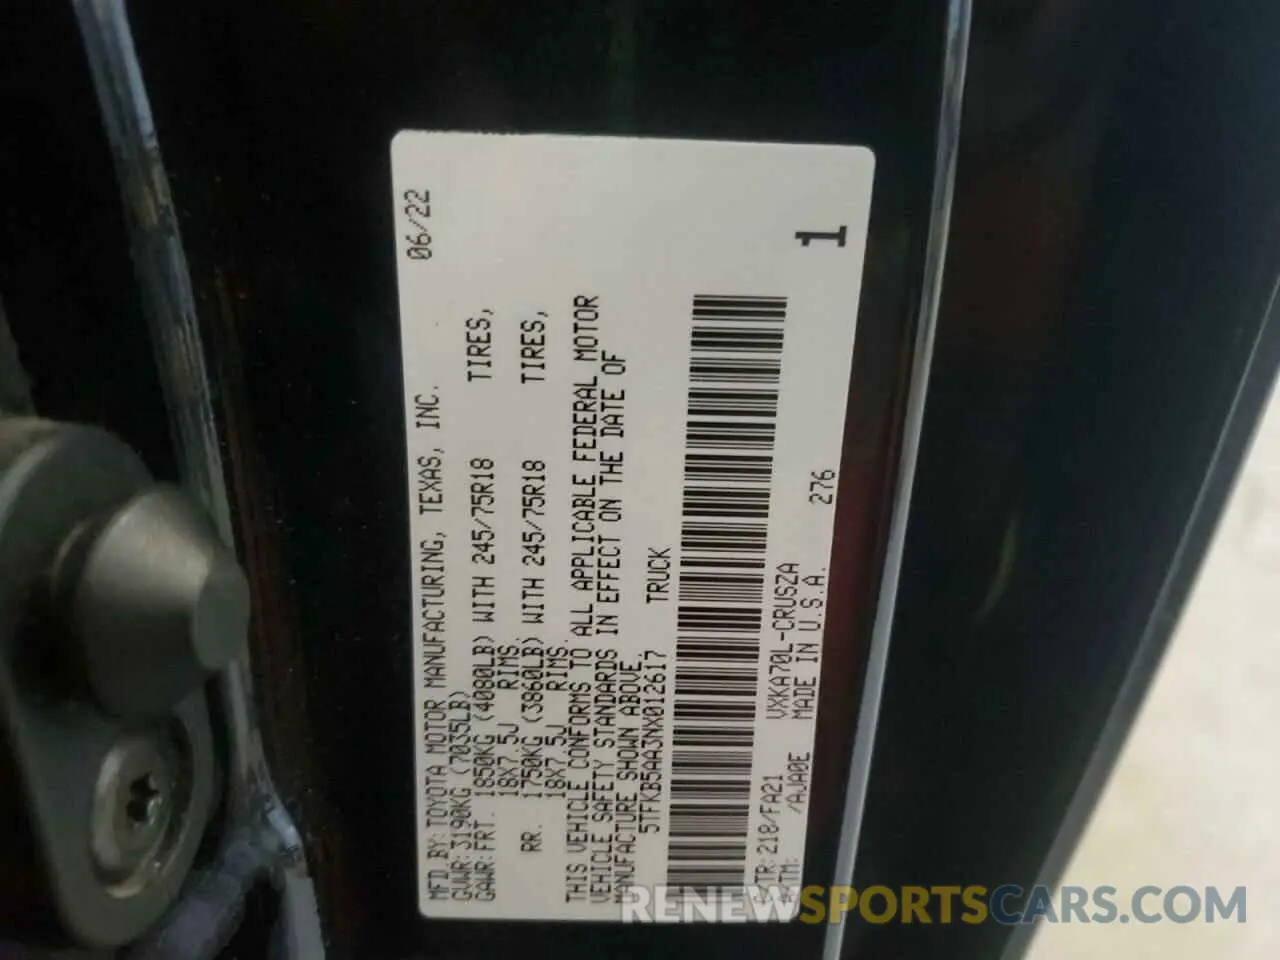 MFD.BY:TOYOTA MOTOR MANUFACTURING, TEXAS, INC. 06/22
GVWR:3190KG (7035LB)
GAWR:FRT. 1850KG (4080LB) WITH 245/75R18 TIRES,
18X7.5J RIMS.
RR. 1750KG (3860LB) WITH 245/75R18 TIRES,
18X7.5J RIMS.
THIS VEHICLE CONFORMS TO ALL APPLICABLE FEDERAL MOTOR
VEHICLE SAFETY STANDARDS IN EFFECT ON THE DATE OF
MANUFACTURE SHOWN ABOVE.
5TFKB5AA3NX012617 TRUCK
C/TR:218/FA21 VXKA70L-CRUSZA
A/TM: /AJA0E MADE IN U.S.A. 276
1
RENEWSPORTSCARS.COM